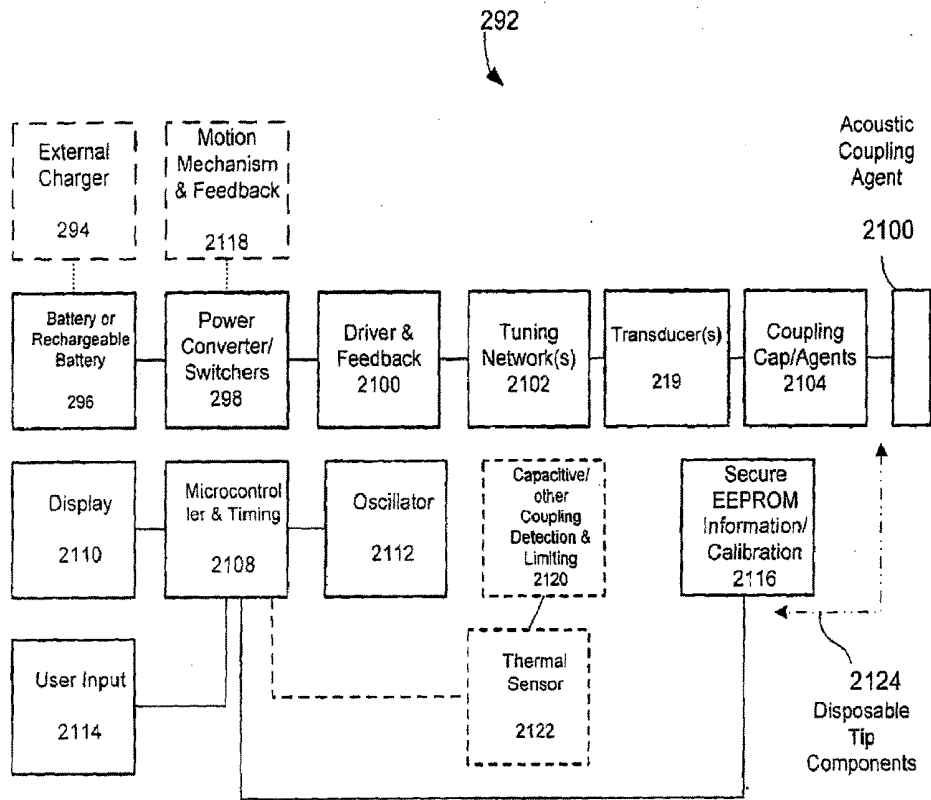 292
External
Charger
294
Motion
Mechanism
& Feedback
2118
Acoustic
Coupling
Agent
2100
Battery or
Rechargeable
Battery
296
Power
Converter/
Switchers
298
Driver &
Feedback
2100
Tuning
Network(s)
2102
Transducer(s)
219
Coupling
Cap/Agents
2104
Display
2110
Microcontrol
ler & Timing
2108
Oscillator
2112
Capacitive/
other
Coupling
Detection &
Limiting
2120
Secure
EEPROM
Information/
Calibration
2116
User Input
2114
Thermal
Sensor
2122
2124
Disposable
Tip
Components